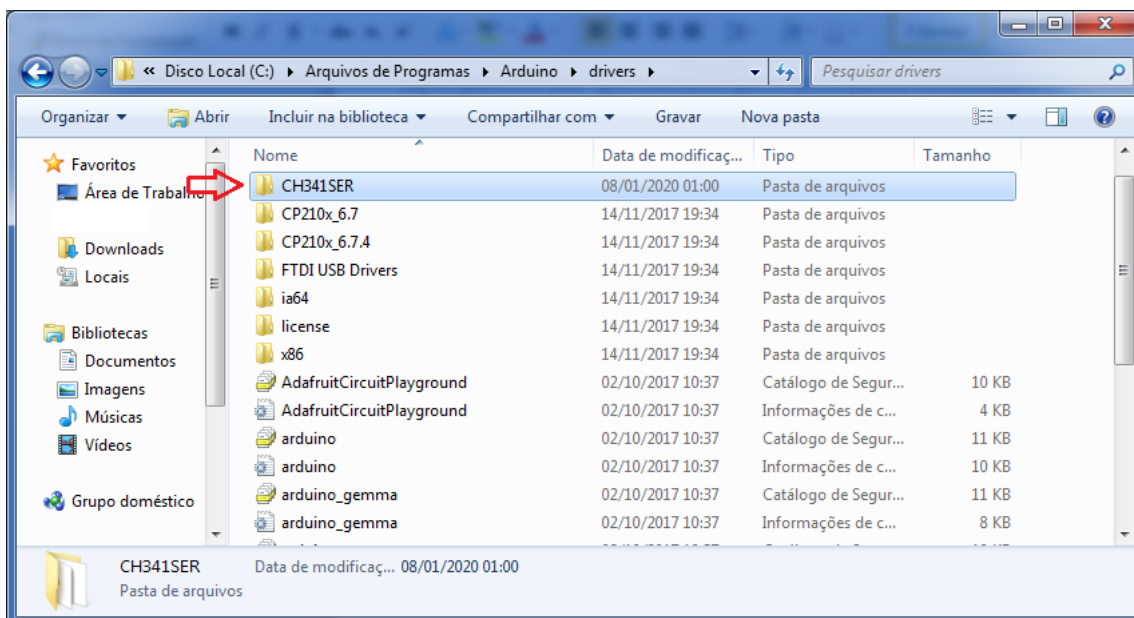 « Disco Local (C:) ▸ Arquivos de Programas ▸ Arduino ▸ drivers ▸
Pesquisar drivers
Organizar Abrir Incluir na biblioteca Compartilhar com Gravar Nova pasta
Favoritos
Área de Trabalho
Downloads
Locais
Bibliotecas
Documentos
Imagens
Músicas
Vídeos
Grupo doméstico
Nome Data de modificaç... Tipo Tamanho
CH341SER 08/01/2020 01:00 Pasta de arquivos
CP210x_6.7 14/11/2017 19:34 Pasta de arquivos
CP210x_6.7.4 14/11/2017 19:34 Pasta de arquivos
FTDI USB Drivers 14/11/2017 19:34 Pasta de arquivos
ia64 14/11/2017 19:34 Pasta de arquivos
license 14/11/2017 19:34 Pasta de arquivos
x86 14/11/2017 19:34 Pasta de arquivos
AdafruitCircuitPlayground 02/10/2017 10:37 Catálogo de Segur... 10 KB
AdafruitCircuitPlayground 02/10/2017 10:37 Informações de c... 4 KB
arduino 02/10/2017 10:37 Catálogo de Segur... 11 KB
arduino 02/10/2017 10:37 Informações de c... 10 KB
arduino_gemma 02/10/2017 10:37 Catálogo de Segur... 11 KB
arduino_gemma 02/10/2017 10:37 Informações de c... 8 KB
CH341SER Data de modificaç... 08/01/2020 01:00
Pasta de arquivos